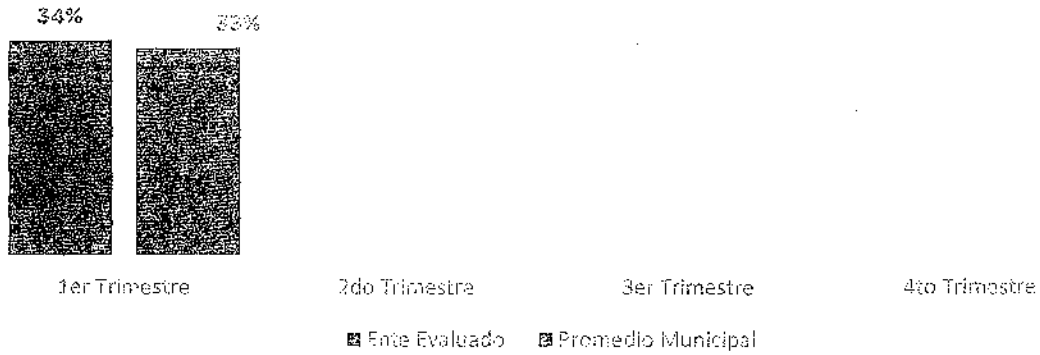 34% 33%
1er Trimestre 2do Trimestre 3er Trimestre 4to Trimestre
Ente Evaluado Promedio Municipal